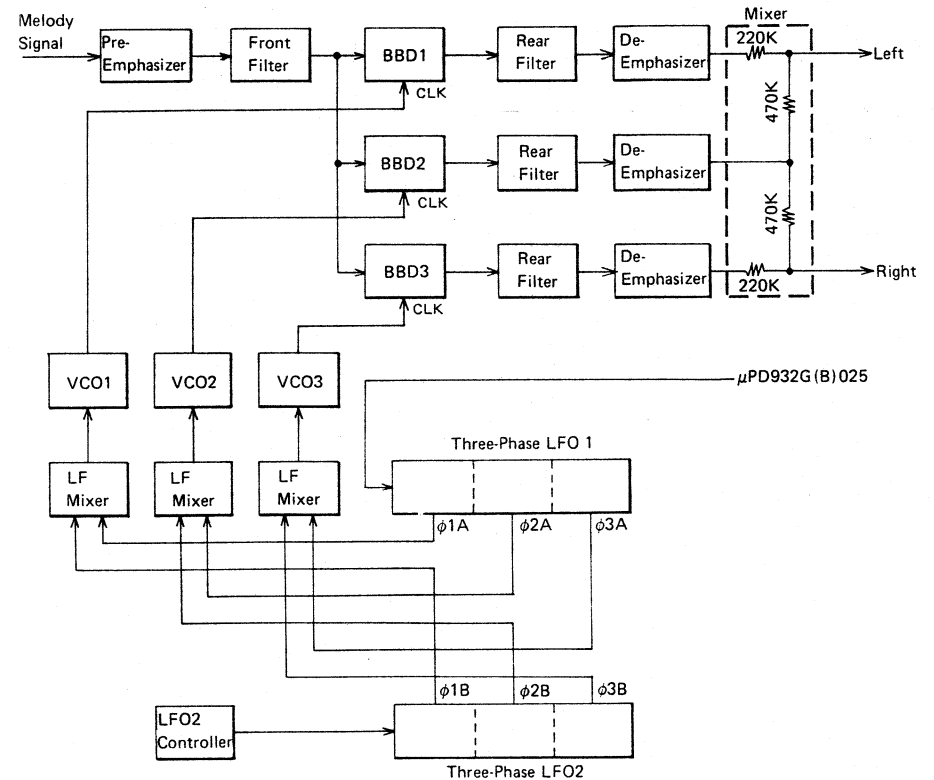 Melody
Signal
Pre-
Emphasizer
Front
Filter
BBD1
CLK
Rear
Filter
De-
Emphasizer
Mixer
220K
Left
470K
BBD2
CLK
Rear
Filter
De-
Emphasizer
470K
BBD3
CLK
Rear
Filter
De-
Emphasizer
220K
Right
VCO1
VCO2
VCO3
μPD932G(B)025
LF
Mixer
LF
Mixer
LF
Mixer
Three-Phase LFO 1
φ1A
φ2A
φ3A
φ1B
φ2B
φ3B
LFO2
Controller
Three-Phase LFO2